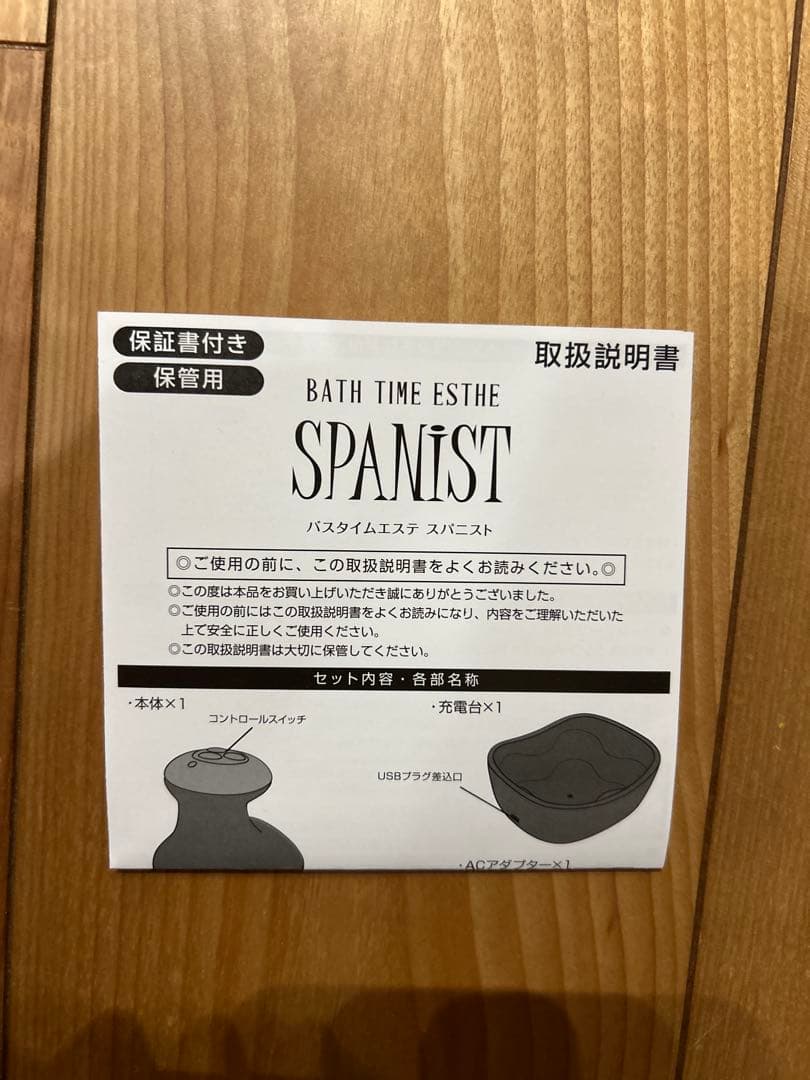 保証書付き
保管用
取扱説明書
BATH TIME ESTHE
SPANiST
バスタイムエステ スパニスト
◎ご使用の前に、この取扱説明書をよくお読みください。◎
◎この度は本品をお買い上げいただき誠にありがとうございました。
◎ご使用の前にはこの取扱説明書をよくお読みになり、内容をご理解いただいた
上で安全に正しくご使用ください。
◎この取扱説明書は大切に保管してください。
セット内容・各部名称
・本体×1
コントロールスイッチ
・充電台×1
USBプラグ差込口
・ACアダプター×1